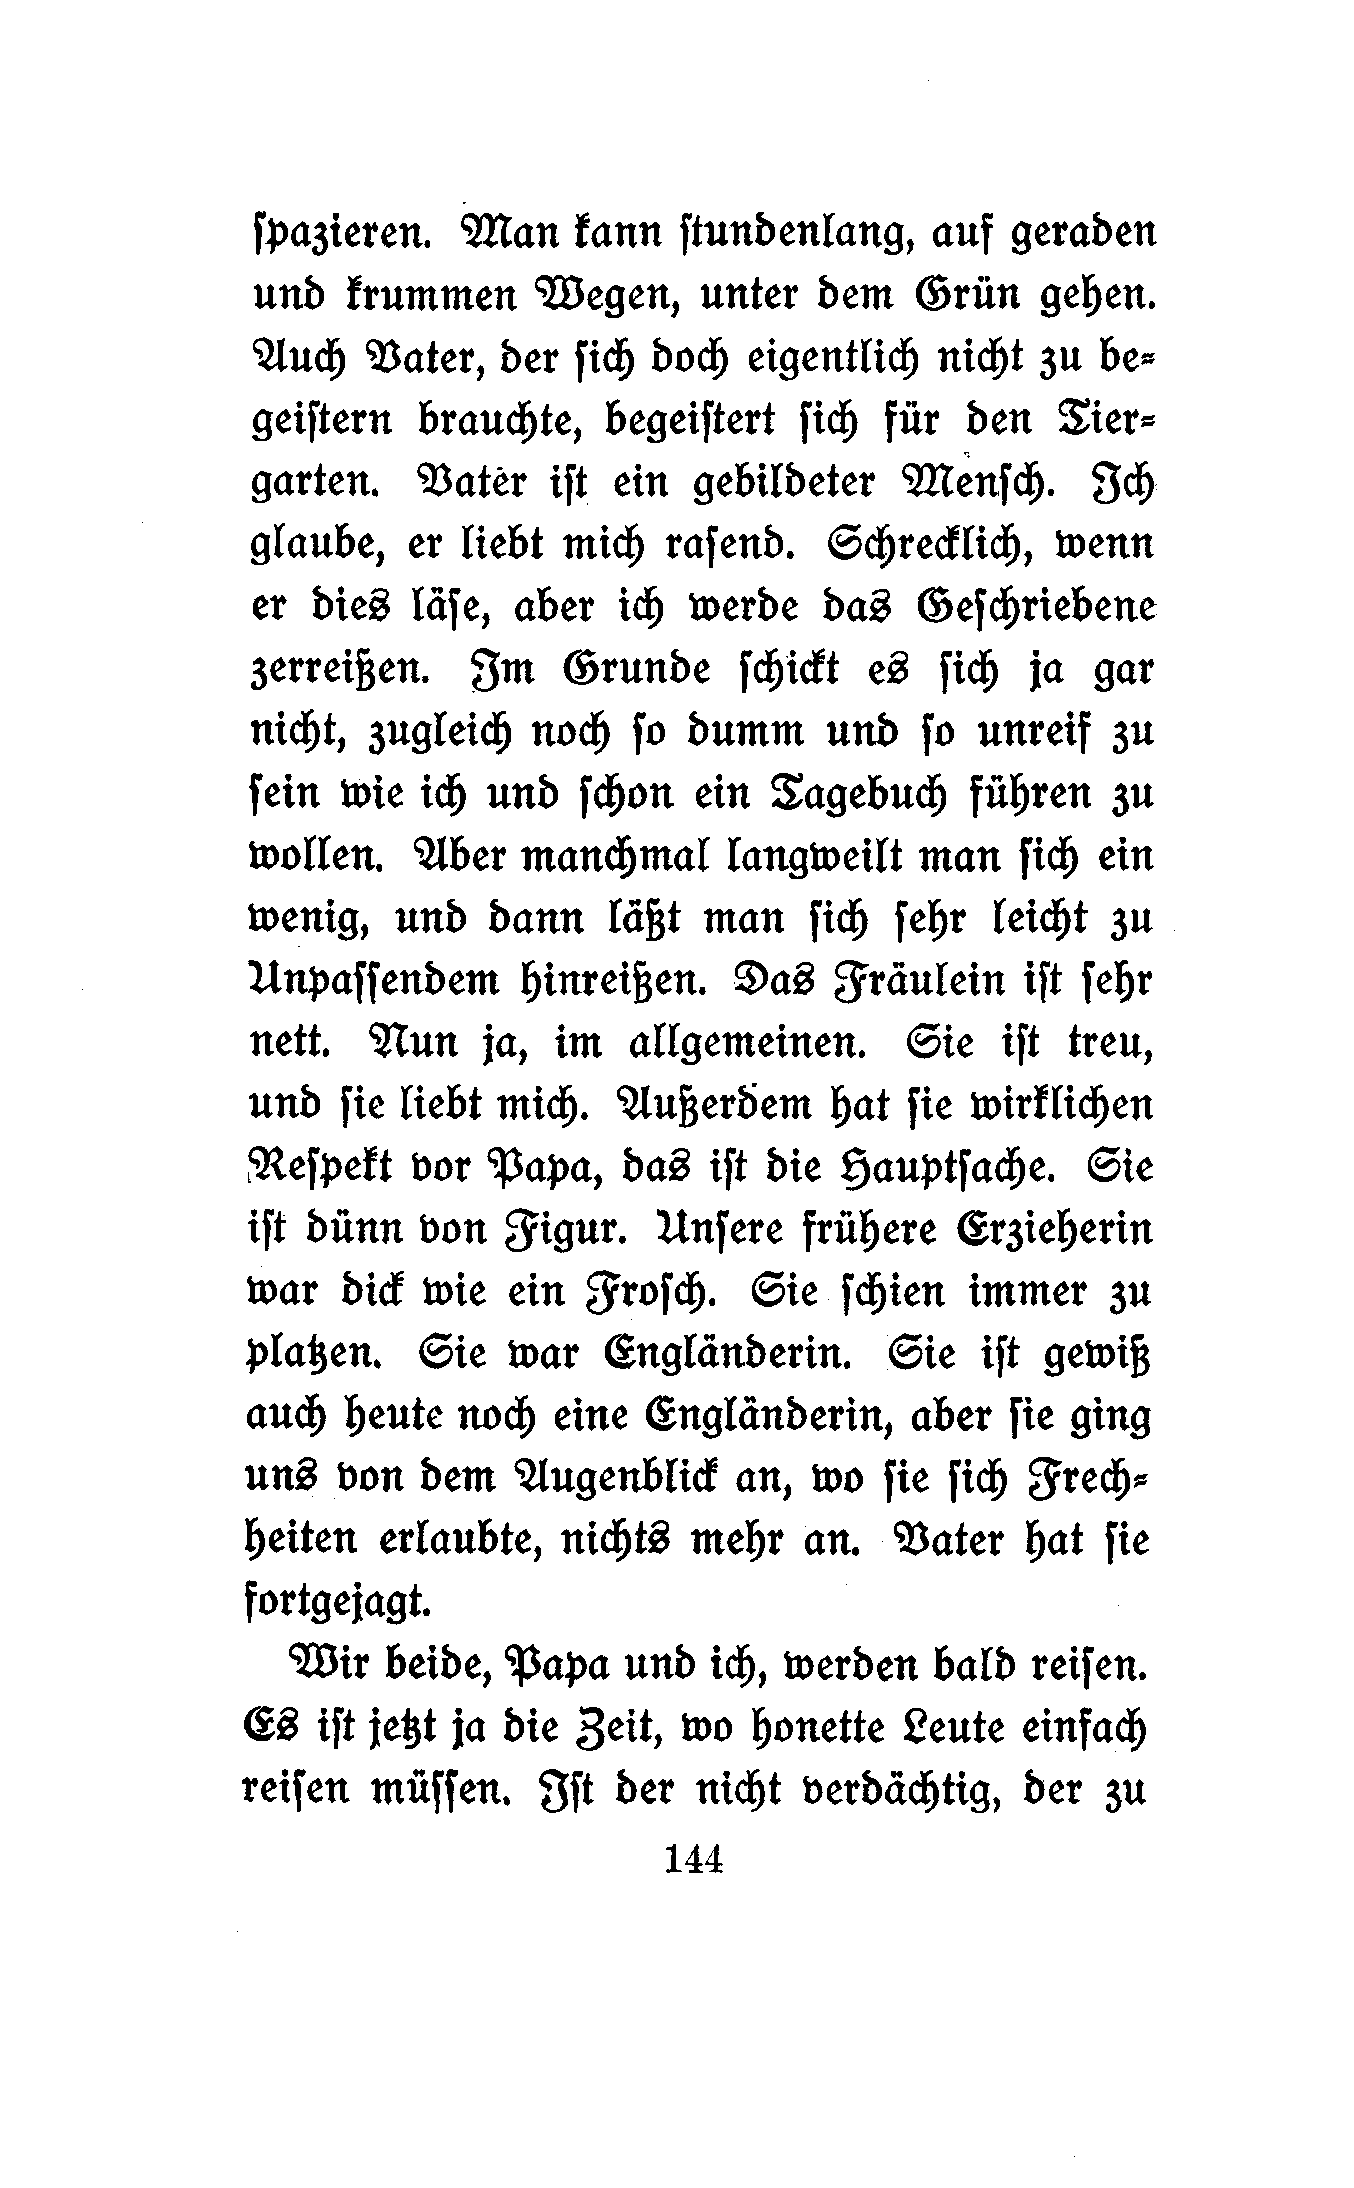 spazieren. Man kann stundenlang, auf geraden
und krummen Wegen, unter dem Grün gehen.
Auch Vater, der sich doch eigentlich nicht zu be-
geistern brauchte, begeistert sich für den Tier-
garten. Vater ist ein gebildeter Mensch. Ich
glaube, er liebt mich rasend. Schrecklich, wenn
er dies läse, aber ich werde das Geschriebene
zerreißen. Im Grunde schickt es sich ja gar
nicht, zugleich noch so dumm und so unreif zu
sein wie ich und schon ein Tagebuch führen zu
wollen. Aber manchmal langweilt man sich ein
wenig, und dann läßt man sich sehr leicht zu
Unpassendem hinreißen. Das Fräulein ist sehr
nett. Nun ja, im allgemeinen. Sie ist treu,
und sie liebt mich. Außerdem hat sie wirklichen
Respekt vor Papa, das ist die Hauptsache. Sie
ist dünn von Figur. Unsere frühere Erzieherin
war dick wie ein Frosch. Sie schien immer zu
platzen. Sie war Engländerin. Sie ist gewiß
auch heute noch eine Engländerin, aber sie ging
uns von dem Augenblick an, wo sie sich Frech-
heiten erlaubte, nichts mehr an. Vater hat sie
fortgejagt.
Wir beide, Papa und ich, werden bald reisen.
Es ist jetzt ja die Zeit, wo honette Leute einfach
reisen müssen. Ist der nicht verdächtig, der zu
144